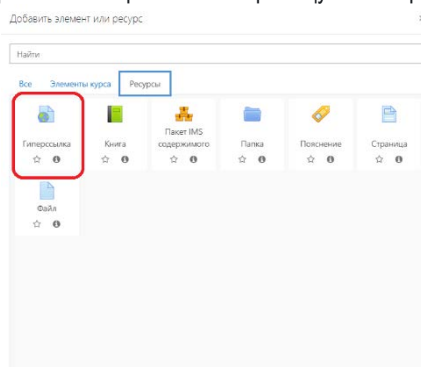 Добавить элемент или ресурс
Найти
Все Элементы курса Ресурсы
Гиперссылка Книга Пакет IMS содержимого Папка Пояснение Страница
Файл